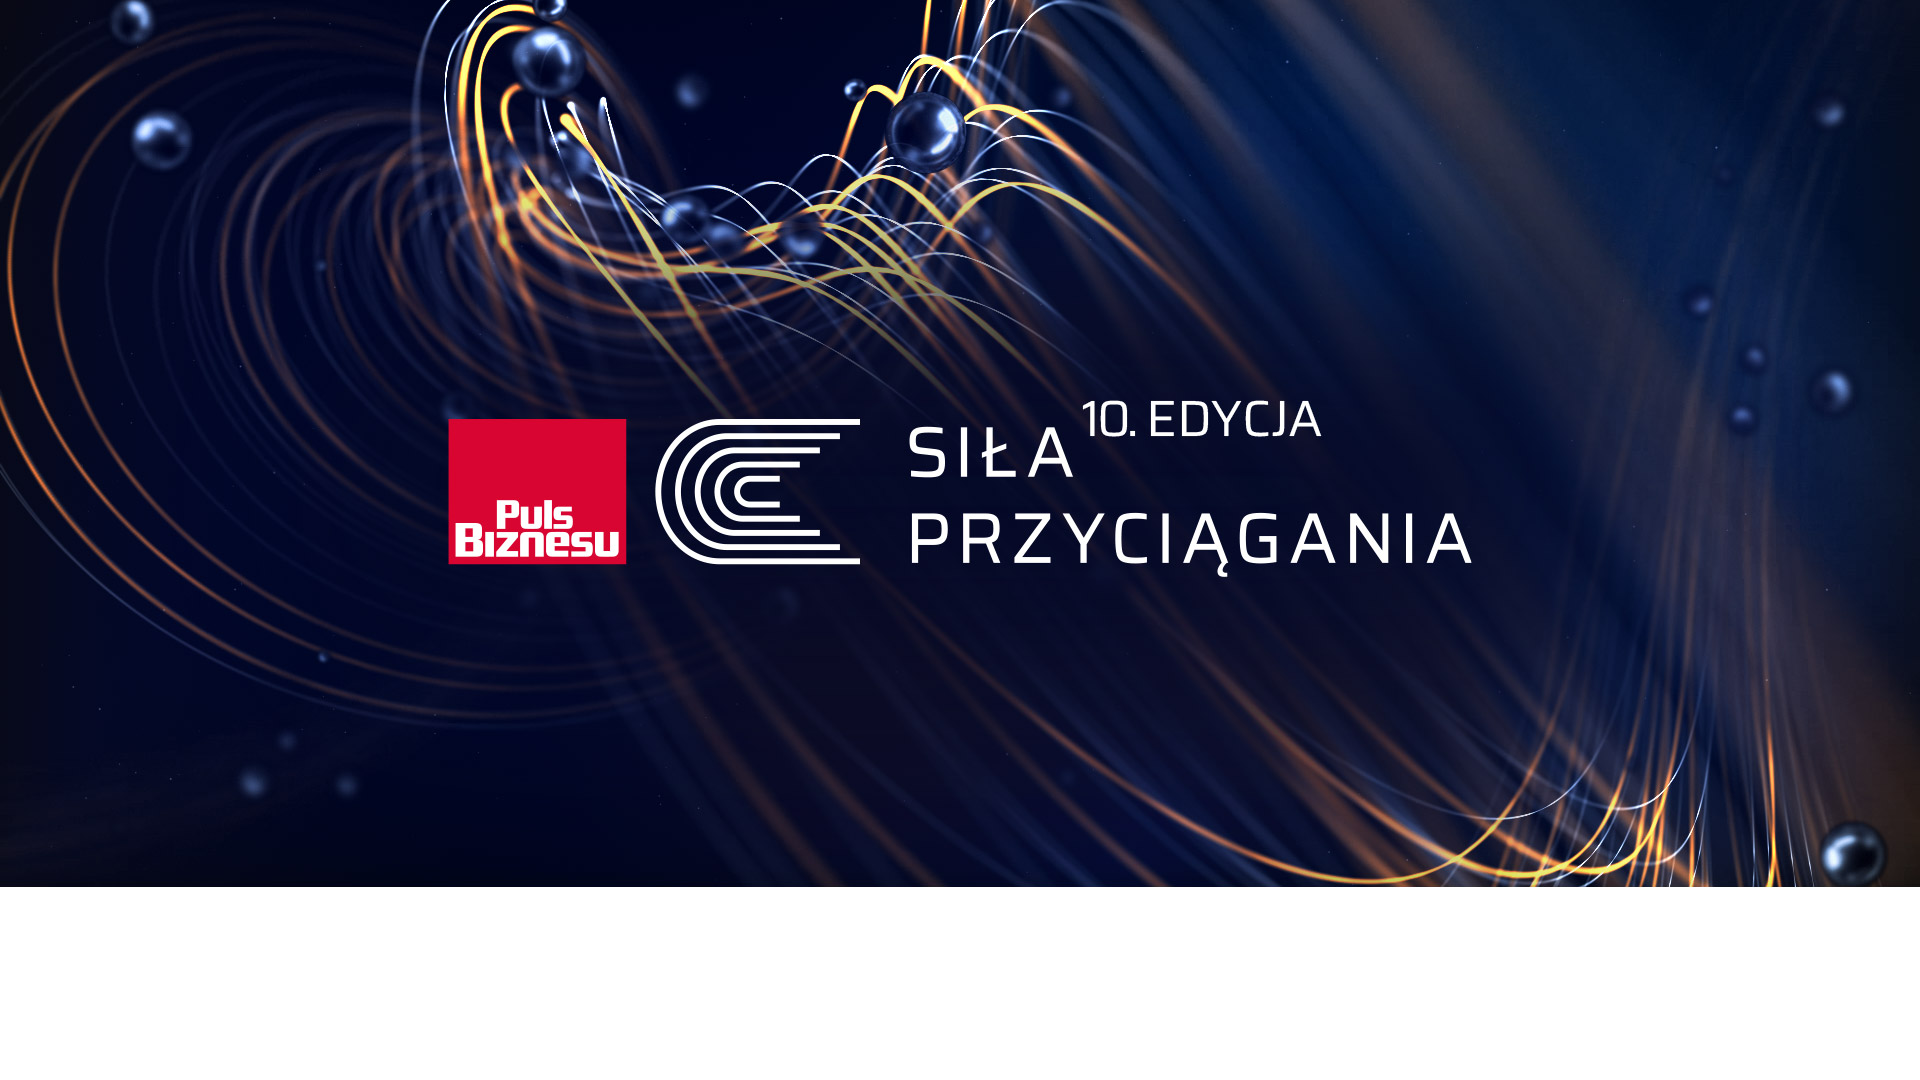 Puls
Biznesu
SIŁA 10. EDYCJA
PRZYCIĄGANIA